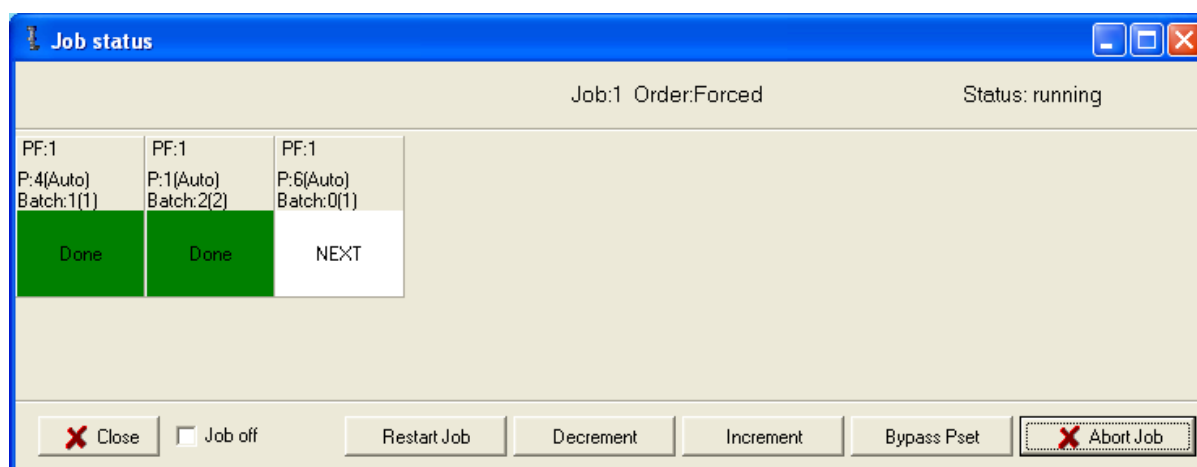 Job status
Job:1 Order:Forced Status: running
PF:1 PF:1 PF:1
P:4(Auto) P:1(Auto) P:6(Auto)
Batch:1(1) Batch:2(2) Batch:0(1)
Done Done NEXT
Close Job off Restart Job Decrement Increment Bypass Pset Abort Job